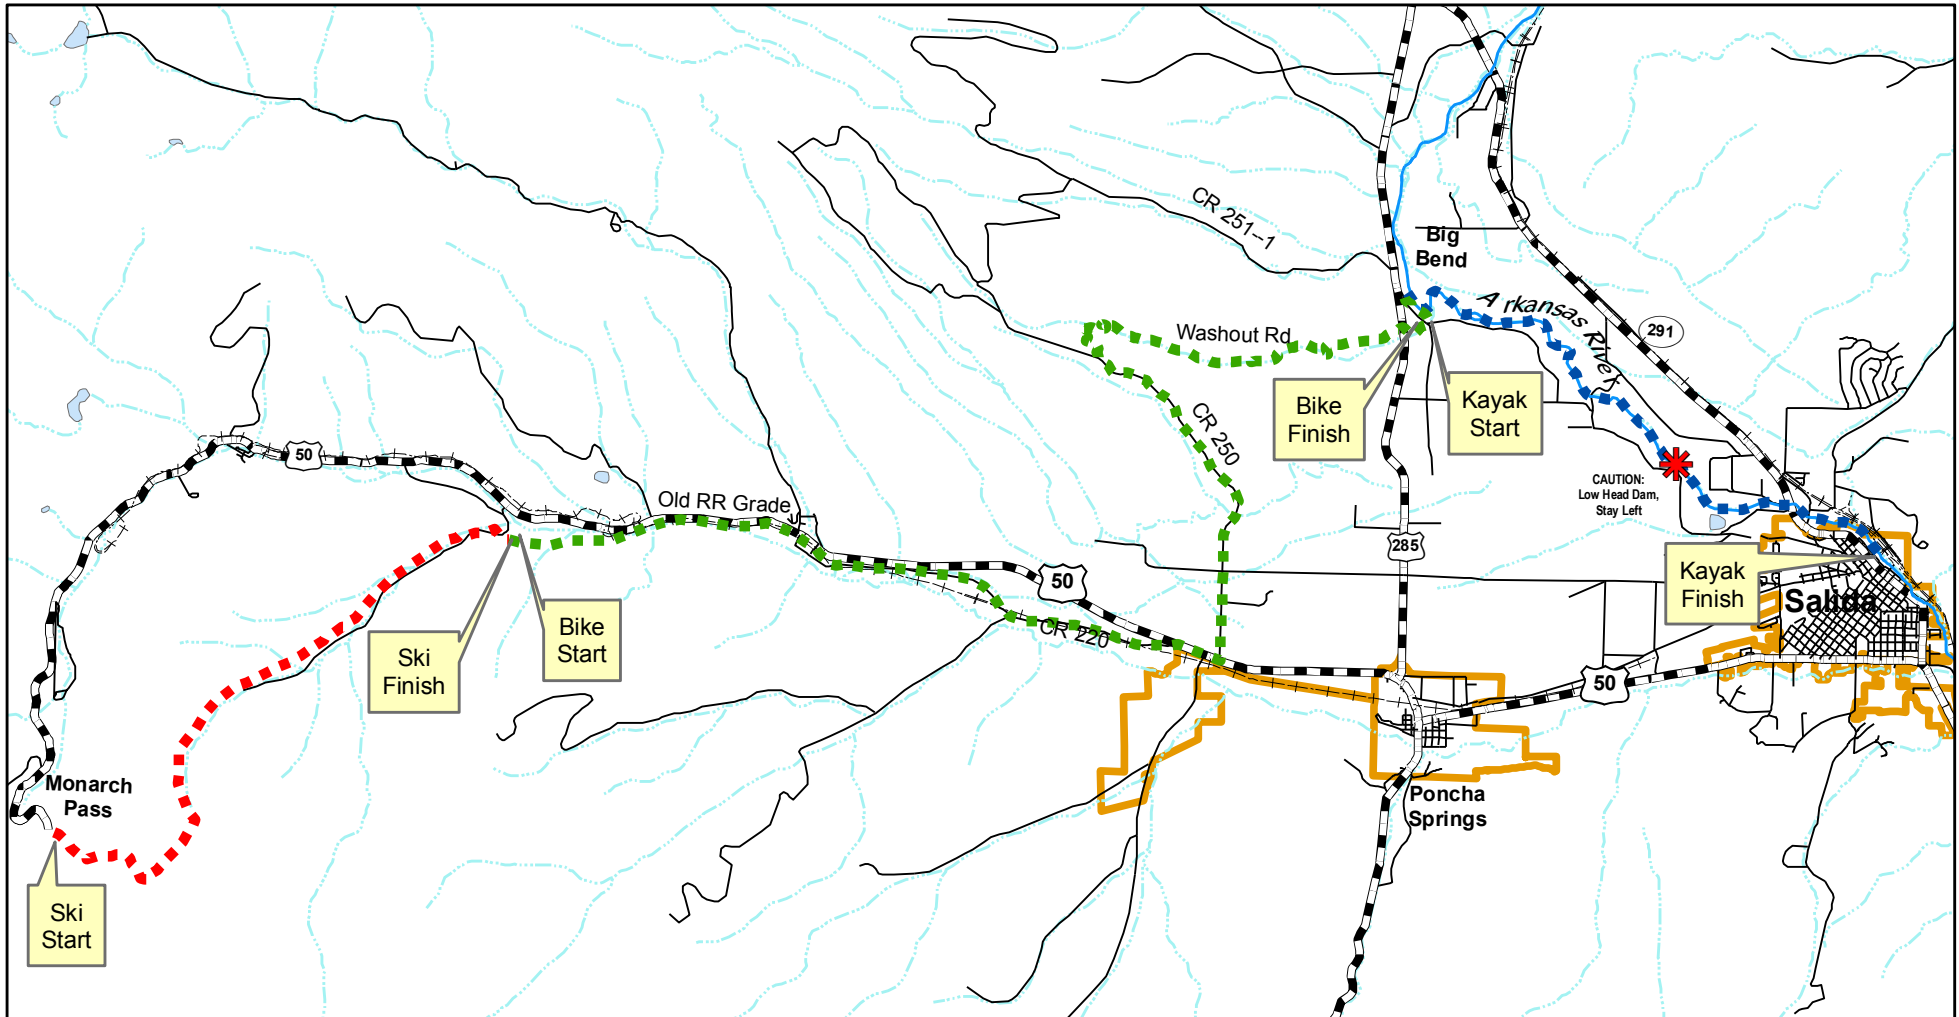 CR 251--1
Big
Bend
Arkansas River
291
Washout Rd
Bike
Finish
Kayak
Start
CR 250
50
Old RR Grade
CAUTION:
Low Head Dam,
Stay Left
285
50
Kayak
Finish
Salida
CR 220
Bike
Start
Ski
Finish
50
Monarch
Pass
Poncha
Springs
Ski
Start